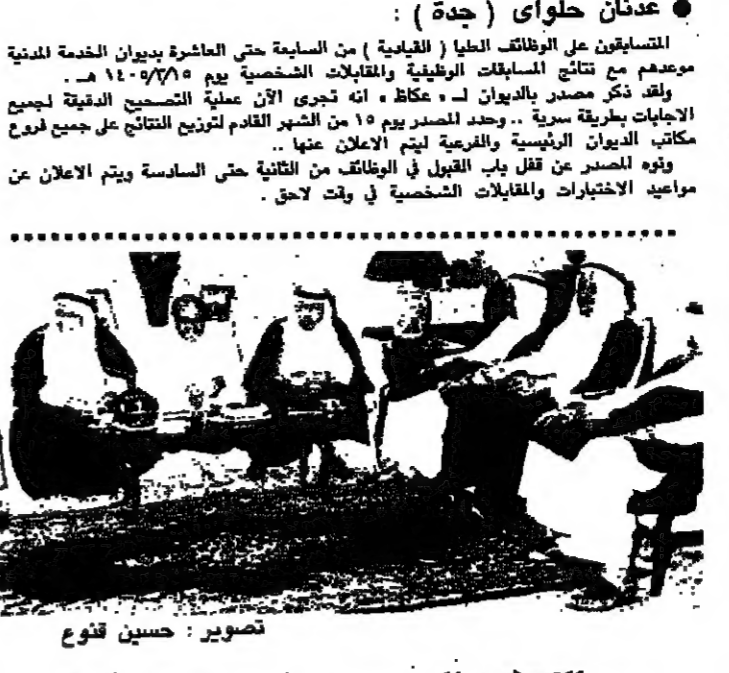 ● عدنان حلواى ( جدة ) :
المتسابقون على الوظائف العليا ( القيادية ) من السابعة حتى العاشرة بديوان الخدمة المدنية
موعدهم مع نتائج المسابقات الوظيفية والمقابلات الشخصية يوم ١٤٠٥/٣/١٥ هـ .
ولقد ذكر مصدر بالديوان لـ « عكاظ » انه تجرى الآن عملية التصحيح الدقيقة لجميع
الاجابات بطريقة سرية .. وحدد المصدر يوم ١٥ من الشهر القادم لتوزيع النتائج على جميع فروع
مكاتب الديوان الرئيسية والفرعية ليتم الاعلان عنها ..
ونوه المصدر عن قفل باب القبول في الوظائف من الثانية حتى السادسة ويتم الاعلان عن
مواعيد الاختبارات والمقابلات الشخصية في وقت لاحق .
تصوير : حسين قنوع